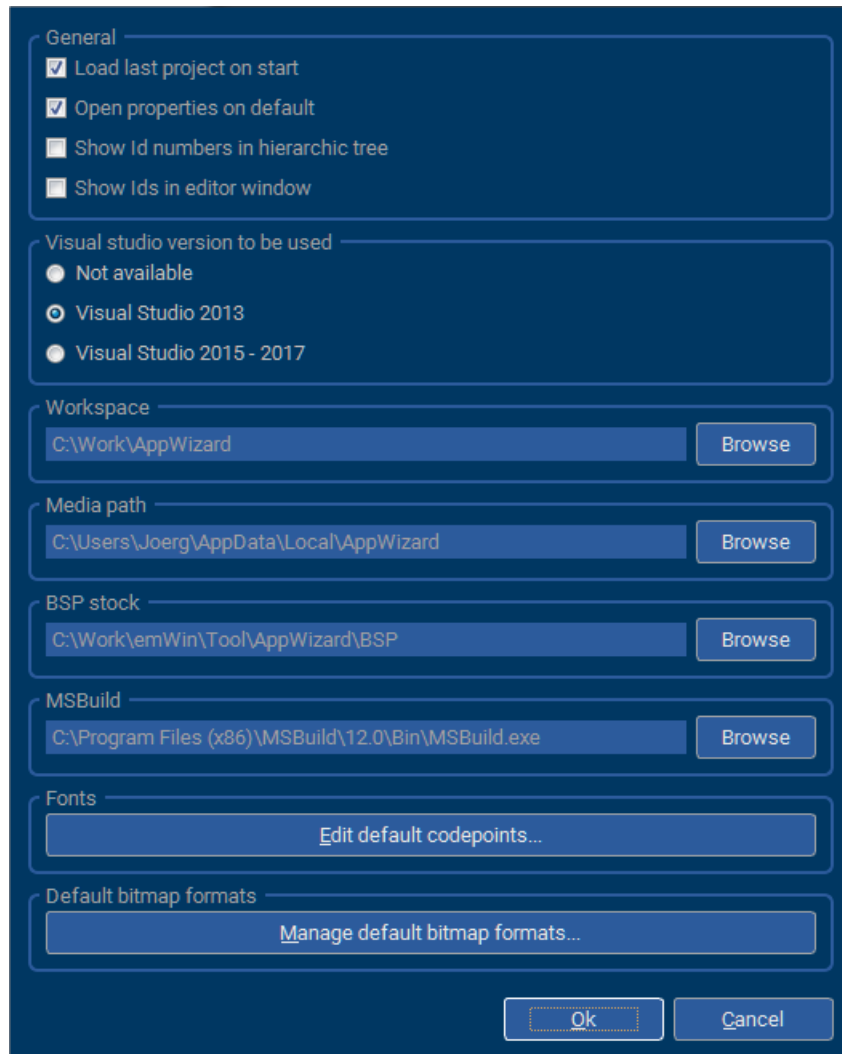 General
Load last project on start
Open properties on default
Show Id numbers in hierarchic tree
Show Ids in editor window
Visual studio version to be used
Not available
Visual Studio 2013
Visual Studio 2015 - 2017
Workspace
C:\Work\AppWizard
Browse
Media path
C:\Users\Joerg\AppData\Local\AppWizard
Browse
BSP stock
C:\Work\emWin\Tool\AppWizard\BSP
Browse
MSBuild
C:\Program Files (x86)\MSBuild\12.0\Bin\MSBuild.exe
Browse
Fonts
Edit default codepoints...
Default bitmap formats
Manage default bitmap formats...
Ok
Cancel